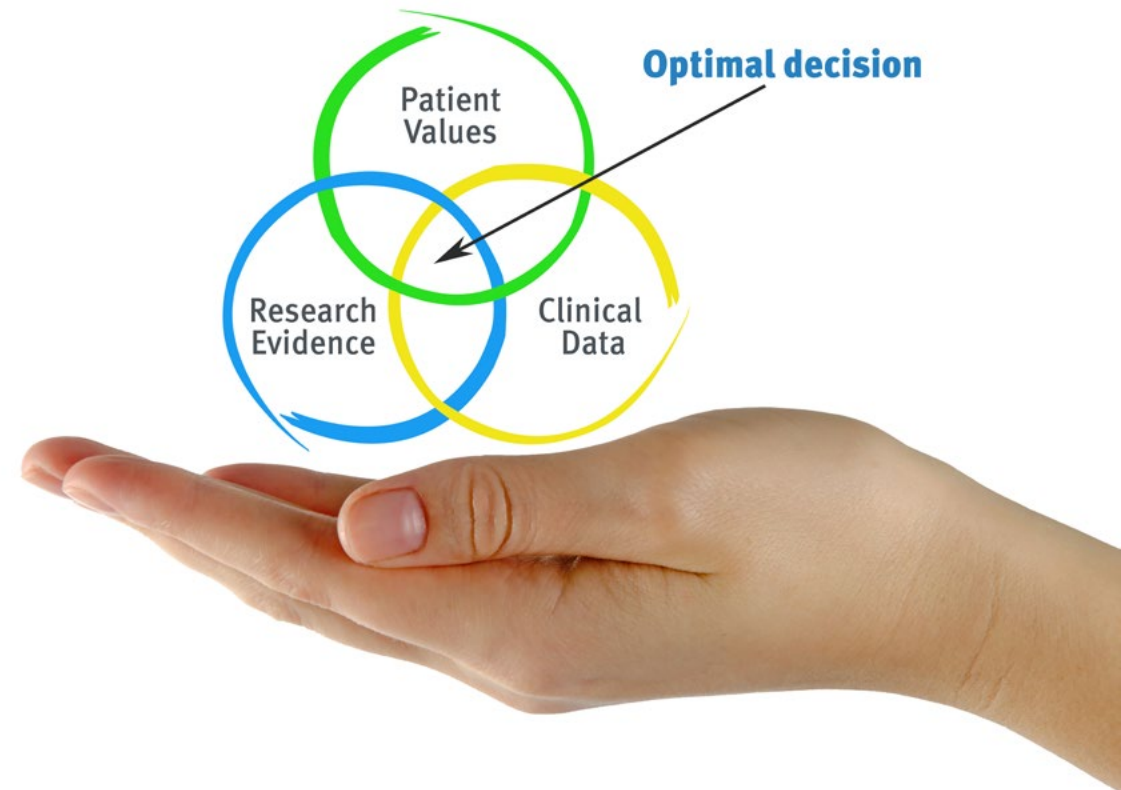 Optimal decision
Patient
Values
Research
Evidence
Clinical
Data